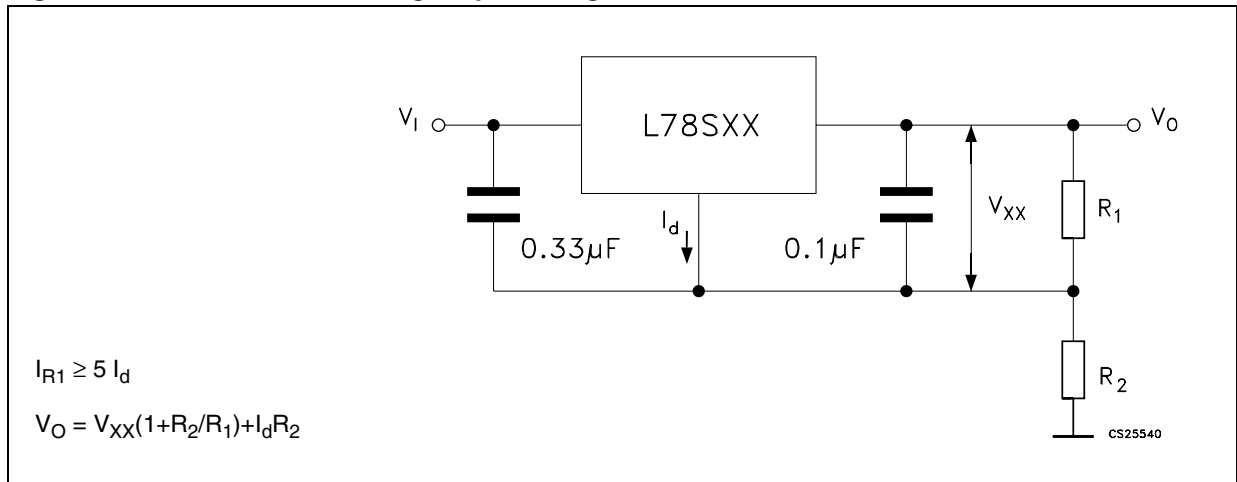 L78SXX
V_I
V_O
I_d
0.33µF
0.1µF
V_XX
R_1
R_2
I_R1 ≥ 5 I_d
V_O = V_XX(1+R_2/R_1)+I_dR_2
CS25540